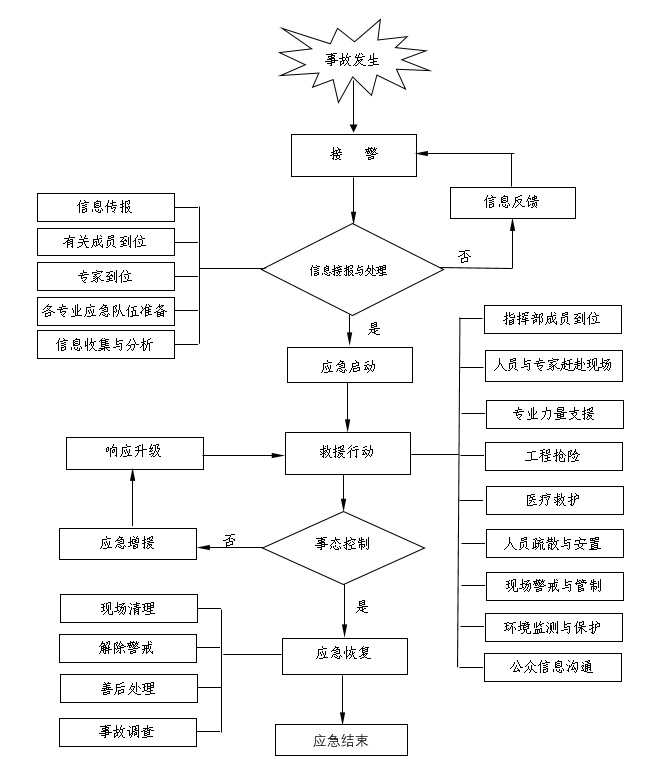 事故发生
接 警
信息反馈
信息传报
有关成员到位
专家到位
各专业应急队伍准备
信息收集与分析
信息接报与处理
否
是
应急启动
指挥部成员到位
人员与专家赶赴现场
专业力量支援
工程抢险
医疗救护
人员疏散与安置
现场警戒与管制
环境监测与保护
公众信息沟通
响应升级
救援行动
应急增援
否
事态控制
是
现场清理
解除警戒
善后处理
事故调查
应急恢复
应急结束